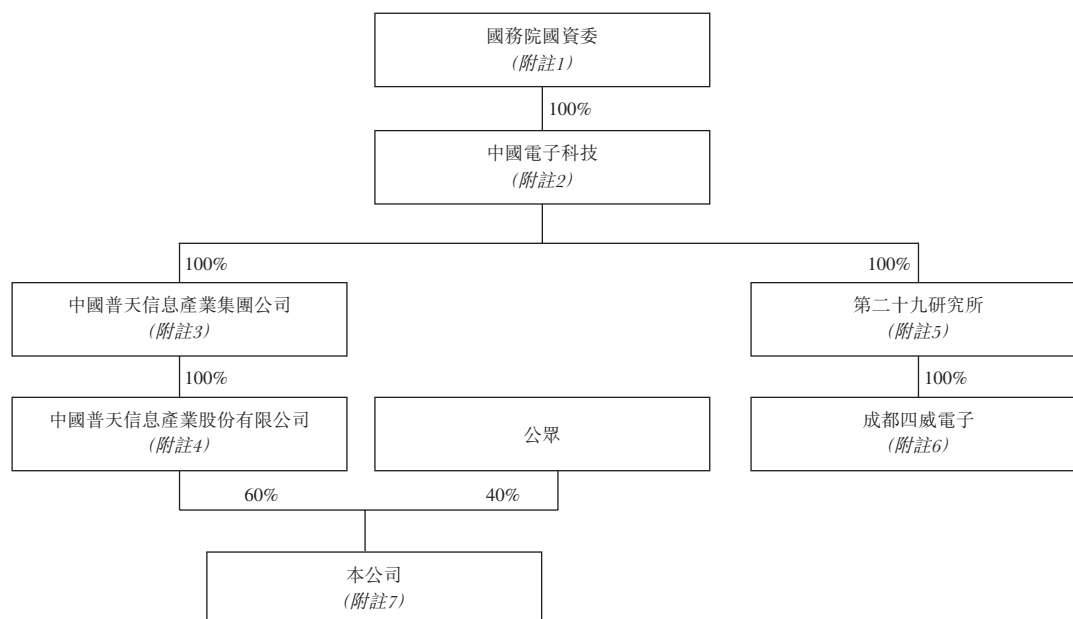 國務院國資委
(附註1)
100%
中國電子科技
(附註2)
100%
100%
中國普天信息產業集團公司
(附註3)
第二十九研究所
(附註5)
100%
100%
中國普天信息產業股份有限公司
(附註4)
公眾
成都四威電子
(附註6)
60%
40%
本公司
(附註7)